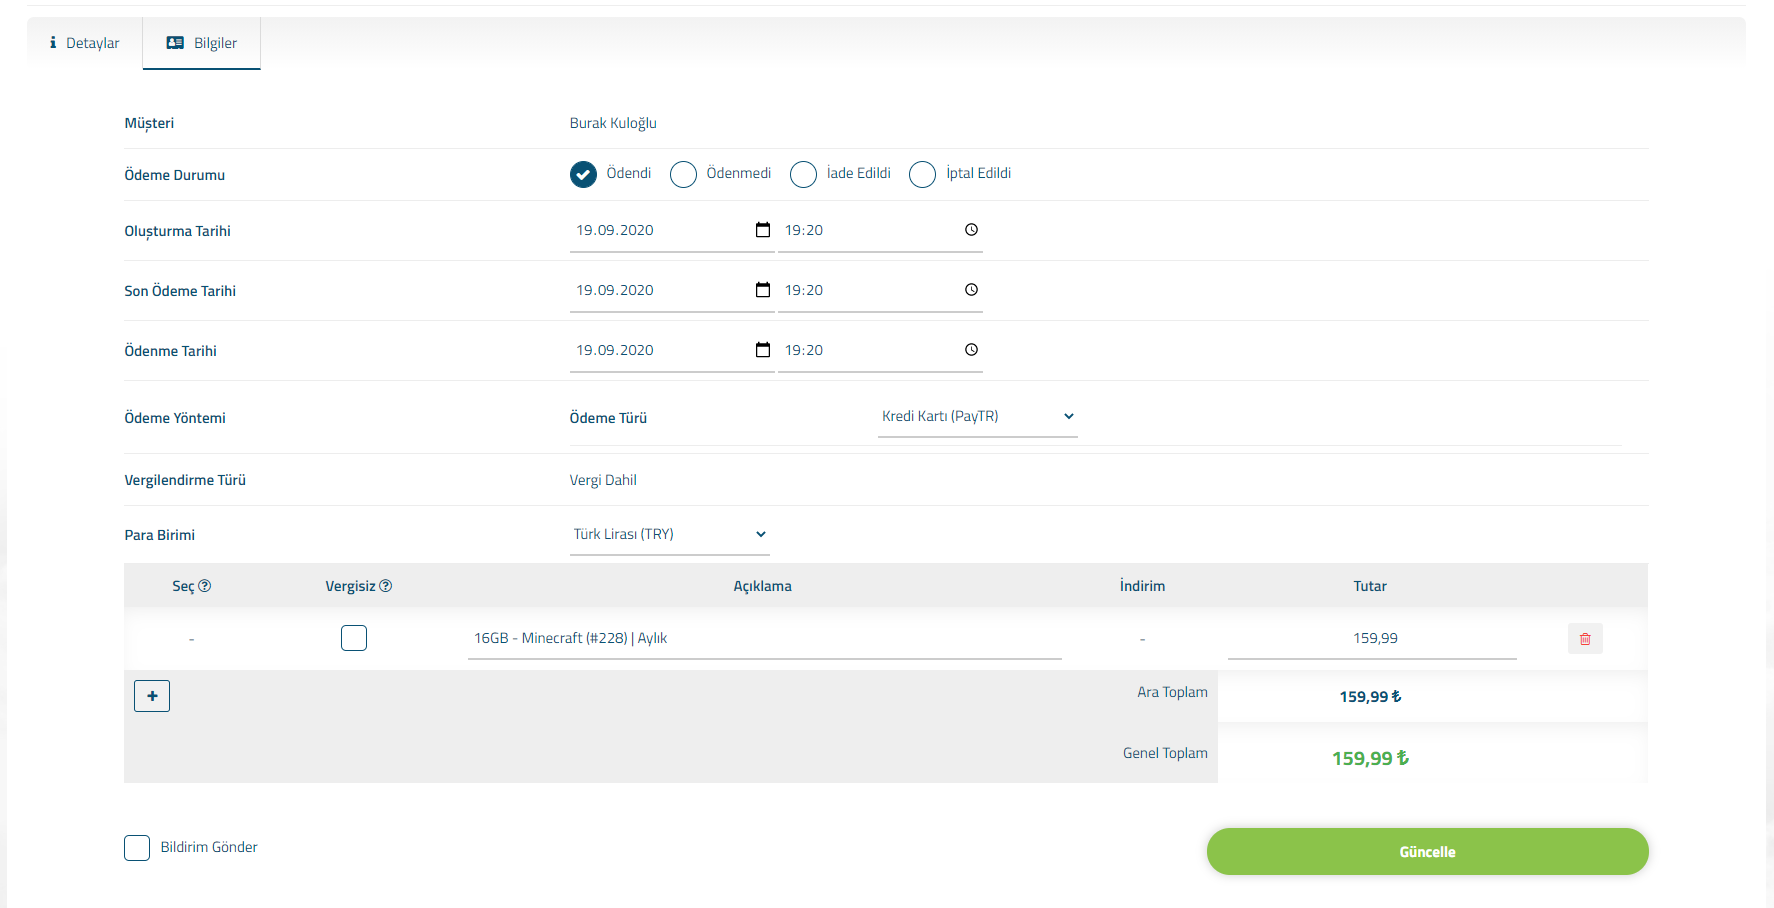 Detaylar
Bilgiler
Müşteri
Burak Kuloğlu
Ödeme Durumu
Ödendi
Ödenmedi
İade Edildi
İptal Edildi
Oluşturma Tarihi
19.09.2020
19:20
Son Ödeme Tarihi
19.09.2020
19:20
Ödenme Tarihi
19.09.2020
19:20
Ödeme Yöntemi
Ödeme Türü
Kredi Kartı (PayTR)
Vergilendirme Türü
Vergi Dahil
Para Birimi
Türk Lirası (TRY)
Seç
Vergisiz
Açıklama
İndirim
Tutar
-
16GB - Minecraft (#228) | Aylık
-
159,99
+
Ara Toplam
159,99 ₺
Genel Toplam
159,99 ₺
Bildirim Gönder
Güncelle